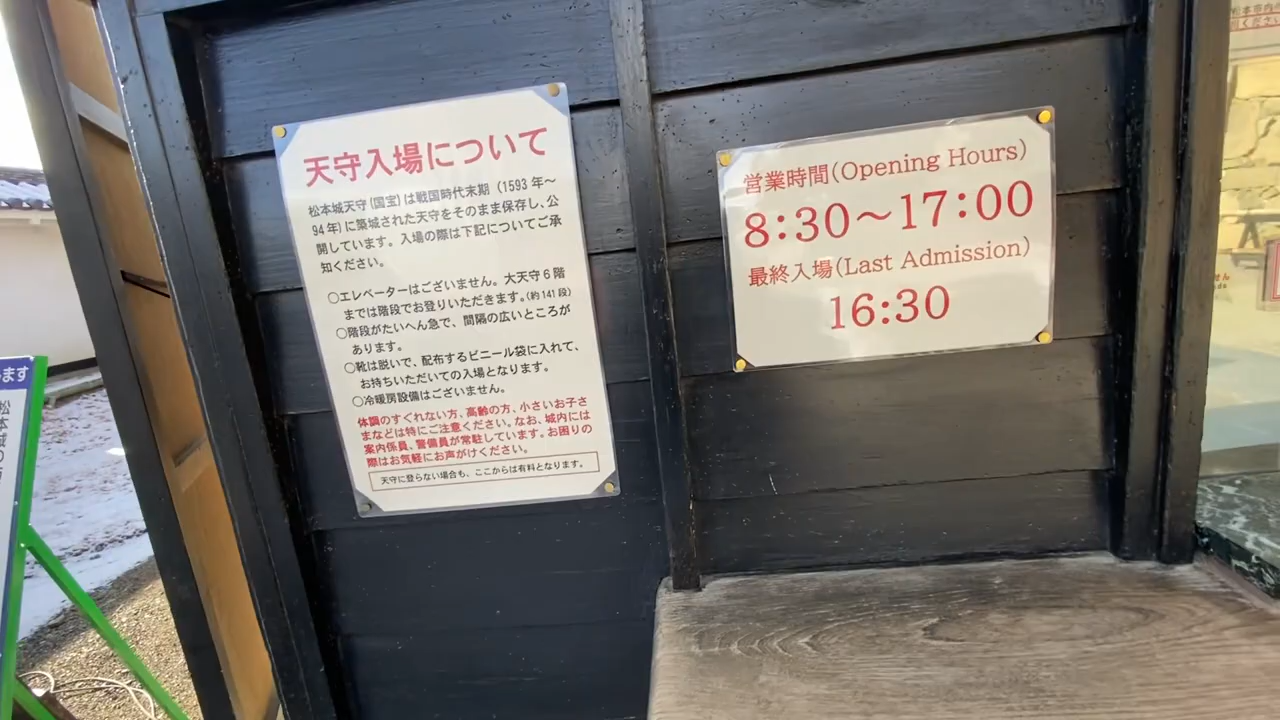 天守入場について
松本城天守(国宝)は戦国時代末期(1593年〜
94年)に築城された天守をそのまま保存し、公
開しています。入場の際は下記についてご承
知ください。
○エレベーターはございません。大天守6階
までは階段でお登りいただきます。(約141段)
○階段がたいへん急で、間隔の広いところが
あります。
○靴は脱いで、配布するビニール袋に入れて、
お持ちいただいての入場となります。
○冷暖房設備はございません。
体調のすぐれない方、高齢の方、小さいお子さ
まなどは特にご注意ください。なお、城内には
案内係員、警備員が常駐しています。お困りの
際はお気軽にお声がけください。
天守に登らない場合も、ここからは有料となります。
営業時間(Opening Hours)
8:30〜17:00
最終入場(Last Admission)
16:30
ます
松本城の